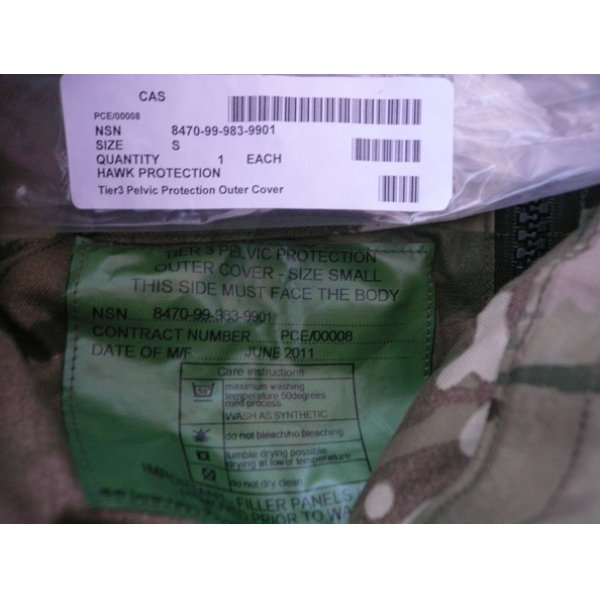 CAS
PCE/00008
NSN 8470-99-983-9901
SIZE S
QUANTITY 1 EACH
HAWK PROTECTION
Tier3 Pelvic Protection Outer Cover
TIER 3 PELVIC PROTECTION
OUTER COVER - SIZE SMALL
THIS SIDE MUST FACE THE BODY
NSN 8470-99-983-9901
CONTRACT NUMBER PCE/00008
DATE OF M/F JUNE 2011
Care instructions
maximum washing
temperature 50degrees
mild process
WASH AS SYNTHETIC
do not bleach/no bleaching
tumble drying possible
drying at lower temperature
do not dry clean
FILLER PANELS
PRIOR TO